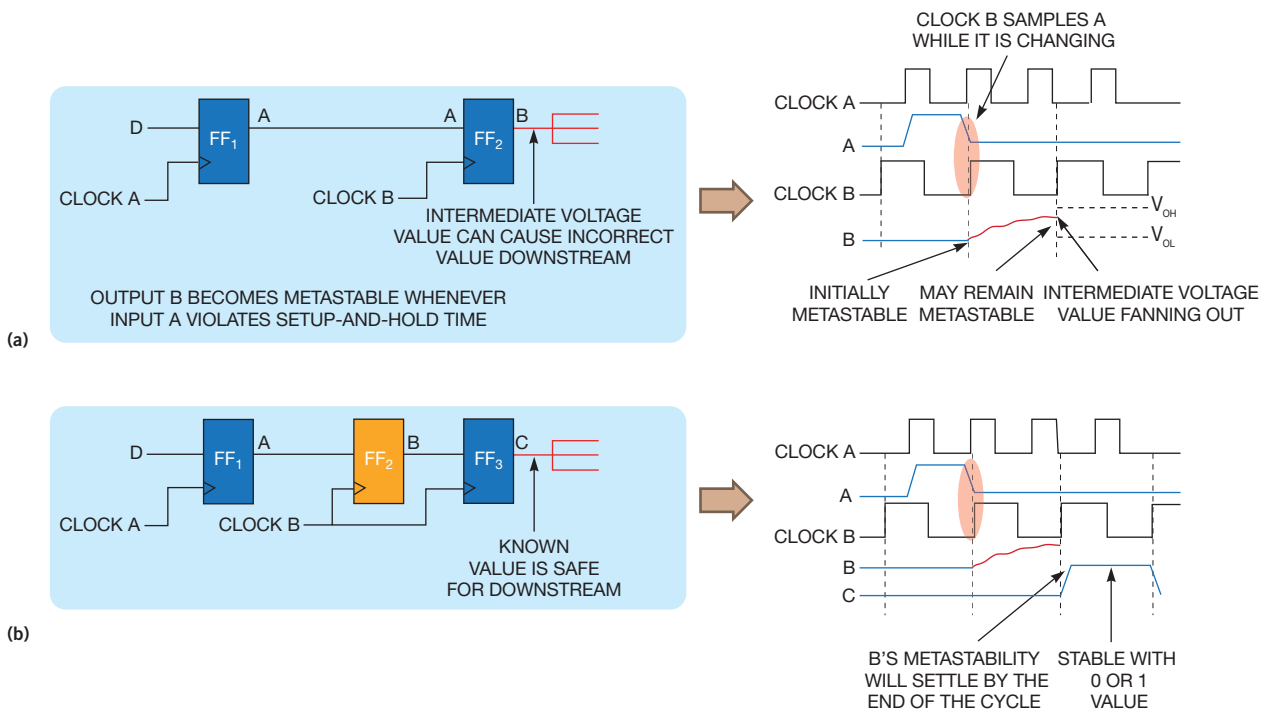 CLOCK B SAMPLES A
WHILE IT IS CHANGING
D
FF1
A
A
FF2
B
CLOCK A
CLOCK B
INTERMEDIATE VOLTAGE
VALUE CAN CAUSE INCORRECT
VALUE DOWNSTREAM
OUTPUT B BECOMES METASTABLE WHENEVER
INPUT A VIOLATES SETUP-AND-HOLD TIME
(a)
CLOCK A
A
CLOCK B
VOH
B
VOL
INITIALLY
METASTABLE
MAY REMAIN
METASTABLE
INTERMEDIATE VOLTAGE
VALUE FANNING OUT
D
FF1
A
FF2
B
FF3
C
CLOCK A
CLOCK B
KNOWN
VALUE IS SAFE
FOR DOWNSTREAM
(b)
CLOCK A
A
CLOCK B
B
C
B'S METASTABILITY
WILL SETTLE BY THE
END OF THE CYCLE
STABLE WITH
0 OR 1
VALUE